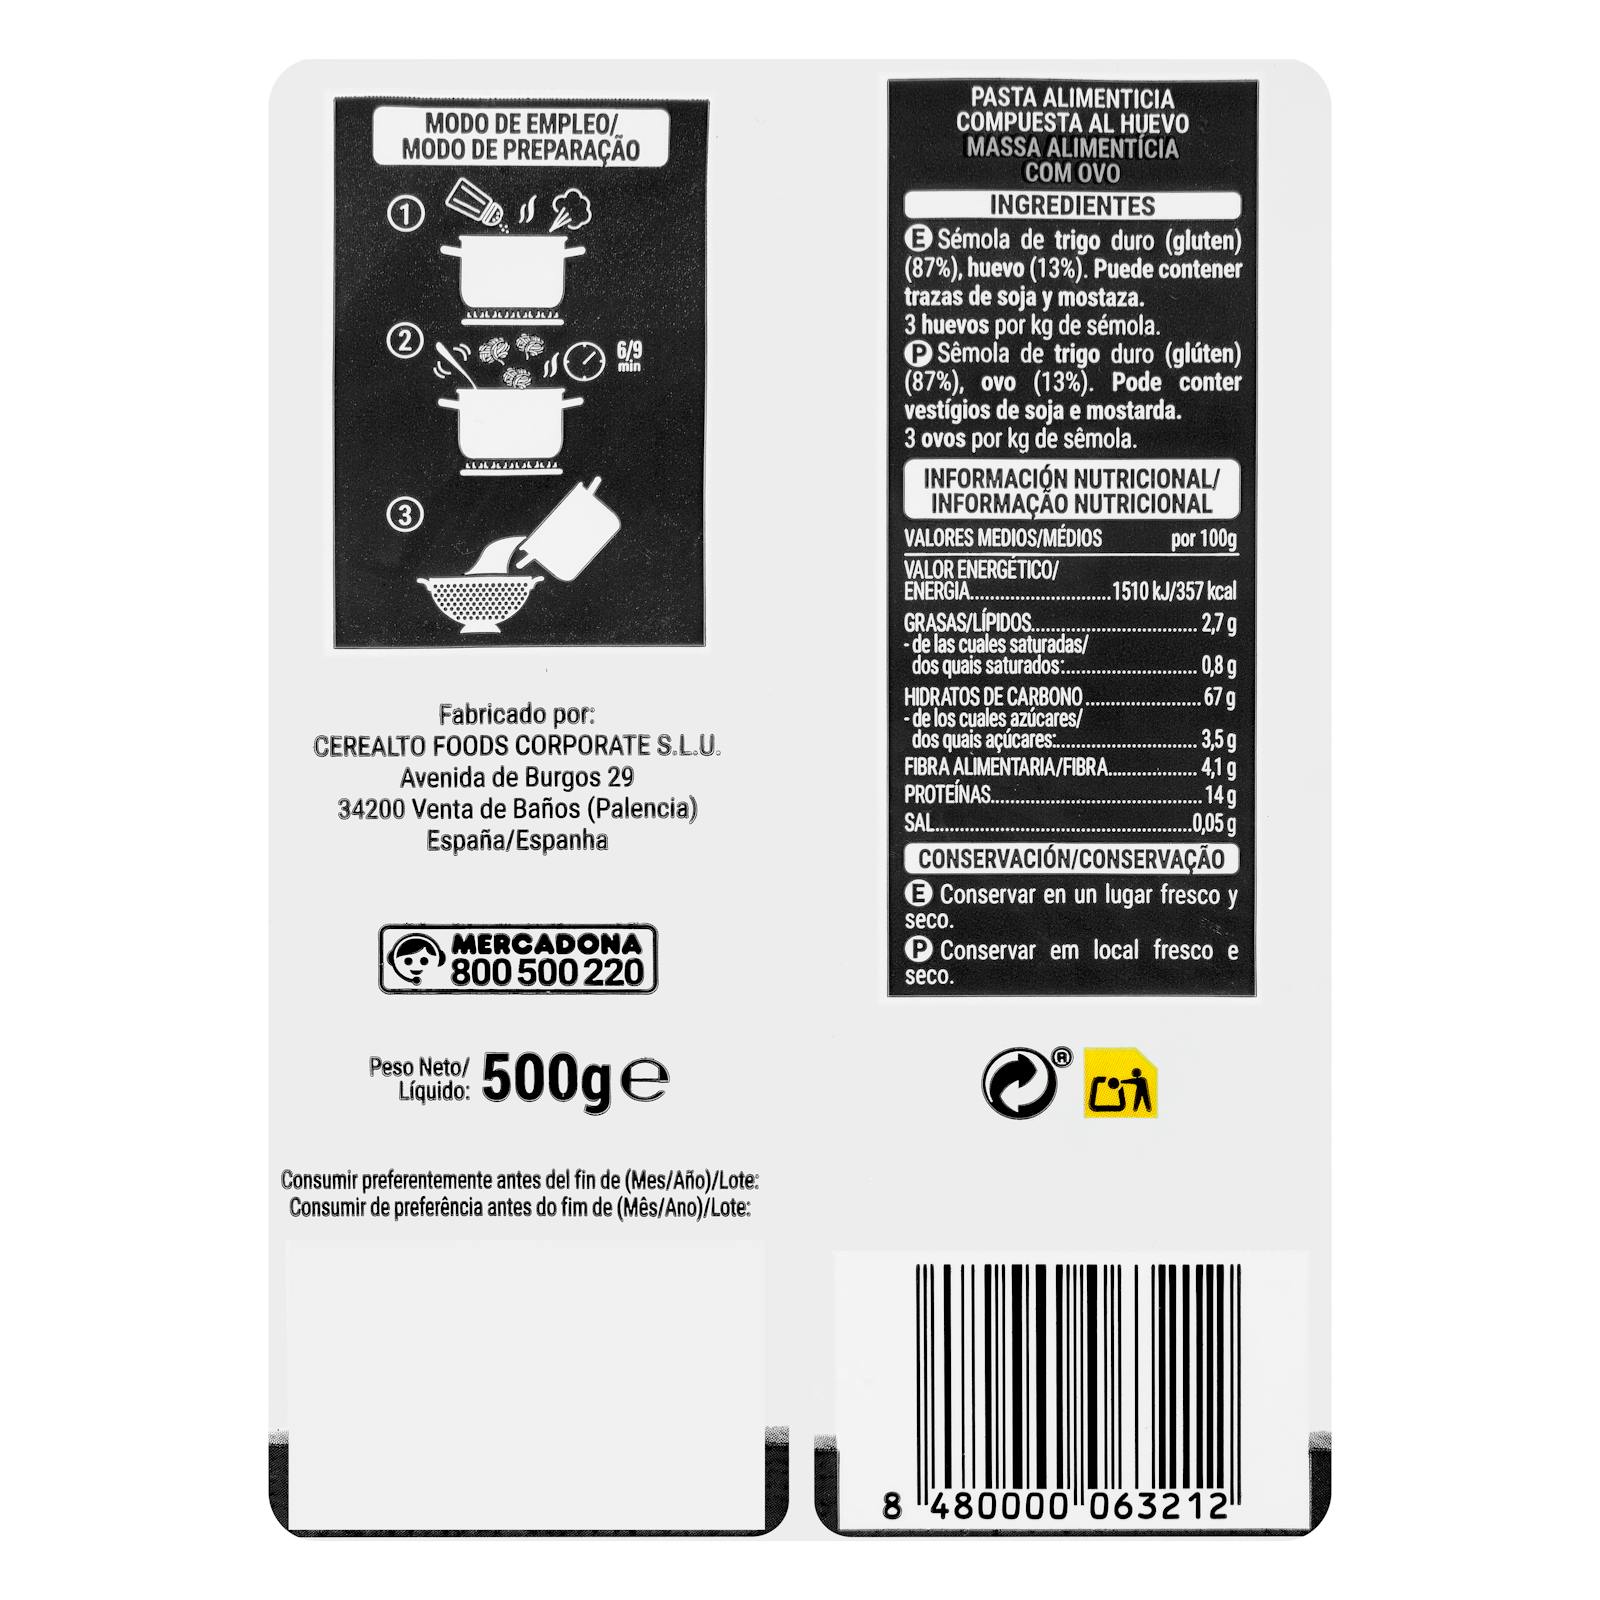 MODO DE EMPLEO/
MODO DE PREPARAÇÃO
1
2
6/9
min
3
Fabricado por:
CEREALTO FOODS CORPORATE S.L.U.
Avenida de Burgos 29
34200 Venta de Baños (Palencia)
España/Espanha
MERCADONA
800 500 220
Peso Neto/
Líquido:
500g e
Consumir preferentemente antes del fin de (Mes/Año)/Lote:
Consumir de preferência antes do fim de (Mês/Ano)/Lote:
PASTA ALIMENTICIA
COMPUESTA AL HUEVO
MASSA ALIMENTÍCIA
COM OVO
INGREDIENTES
E Sémola de trigo duro (gluten)
(87%), huevo (13%). Puede contener
trazas de soja y mostaza.
3 huevos por kg de sémola.
P Sêmola de trigo duro (glúten)
(87%), ovo (13%). Pode conter
vestígios de soja e mostarda.
3 ovos por kg de sêmola.
INFORMACIÓN NUTRICIONAL/
INFORMAÇÃO NUTRICIONAL
VALORES MEDIOS/MÉDIOS por 100g
VALOR ENERGÉTICO/
ENERGIA..........................1510 kJ/357 kcal
GRASAS/LÍPIDOS.............................. 2,7 g
- de las cuales saturadas/
dos quais saturados:........................ 0,8 g
HIDRATOS DE CARBONO..................... 67 g
- de los cuales azúcares/
dos quais açúcares:......................... 3,5 g
FIBRA ALIMENTARIA/FIBRA................ 4,1 g
PROTEÍNAS...................................... 14 g
SAL..............................................0,05 g
CONSERVACIÓN/CONSERVAÇÃO
E Conservar en un lugar fresco y
seco.
P Conservar em local fresco e
seco.
®
8 480000 063212